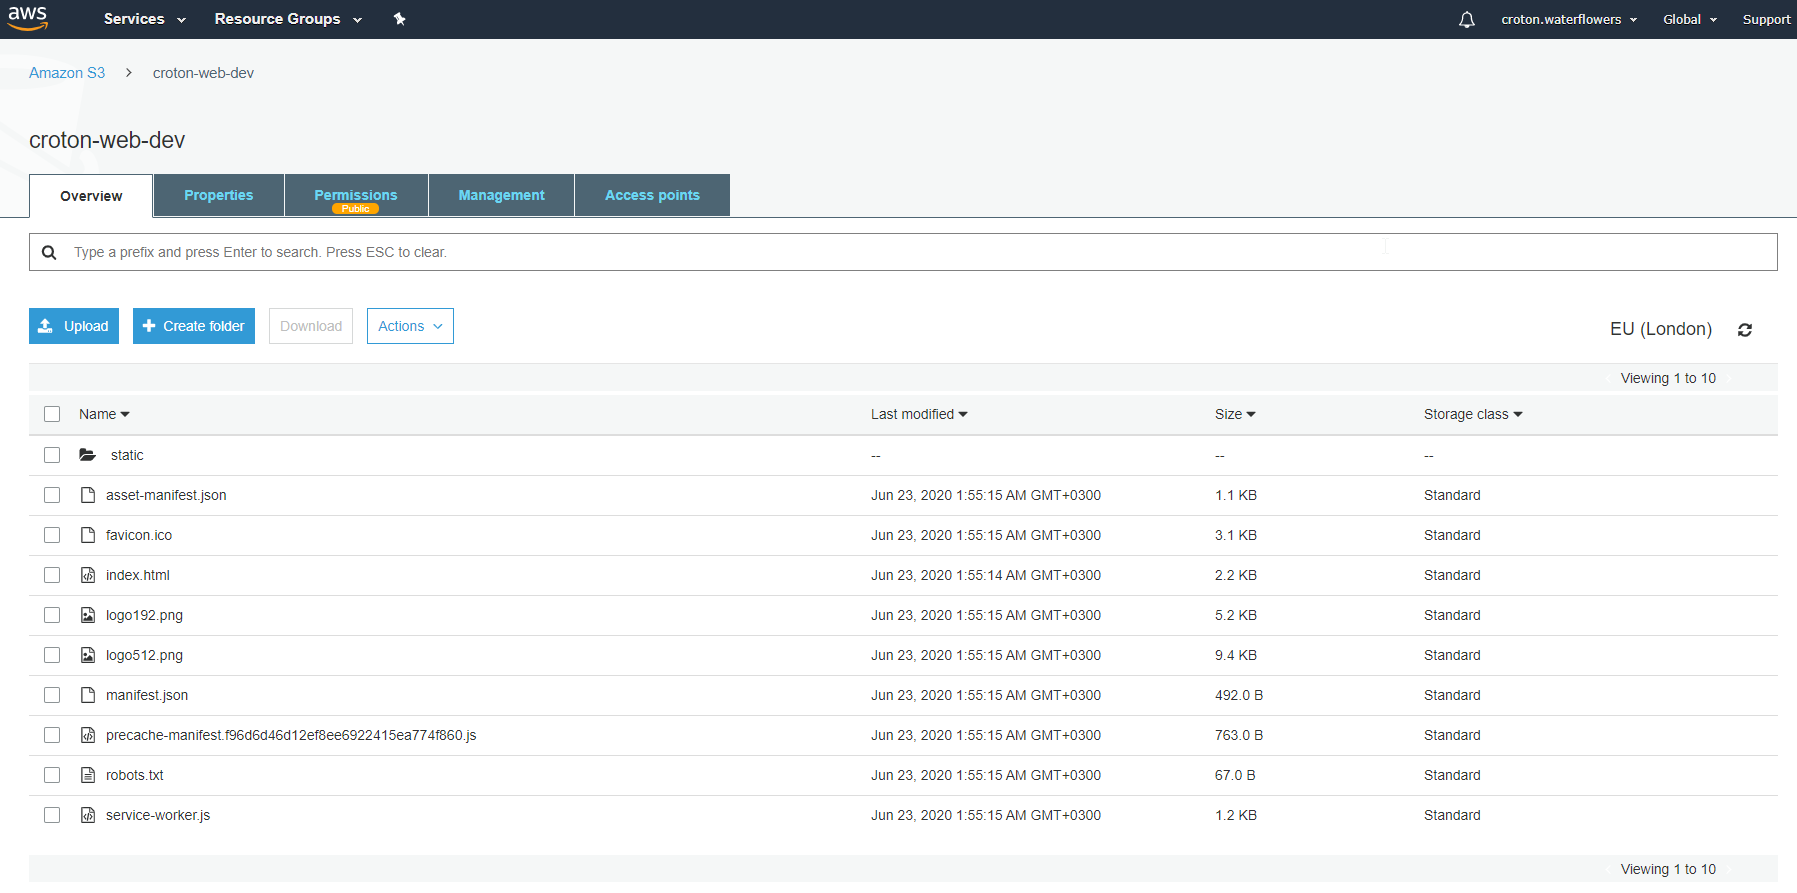 aws Services Resource Groups croton.waterflowers Global Support
Amazon S3 > croton-web-dev
croton-web-dev
Overview Properties Permissions Management Access points
Public
Type a prefix and press Enter to search. Press ESC to clear.
Upload Create folder Download Actions EU (London)
Viewing 1 to 10
Name Last modified Size Storage class
static -- -- --
asset-manifest.json Jun 23, 2020 1:55:15 AM GMT+0300 1.1 KB Standard
favicon.ico Jun 23, 2020 1:55:15 AM GMT+0300 3.1 KB Standard
index.html Jun 23, 2020 1:55:14 AM GMT+0300 2.2 KB Standard
logo192.png Jun 23, 2020 1:55:15 AM GMT+0300 5.2 KB Standard
logo512.png Jun 23, 2020 1:55:15 AM GMT+0300 9.4 KB Standard
manifest.json Jun 23, 2020 1:55:15 AM GMT+0300 492.0 B Standard
precache-manifest.f96d6d46d12ef8ee6922415ea774f860.js Jun 23, 2020 1:55:15 AM GMT+0300 763.0 B Standard
robots.txt Jun 23, 2020 1:55:15 AM GMT+0300 67.0 B Standard
service-worker.js Jun 23, 2020 1:55:15 AM GMT+0300 1.2 KB Standard
Viewing 1 to 10